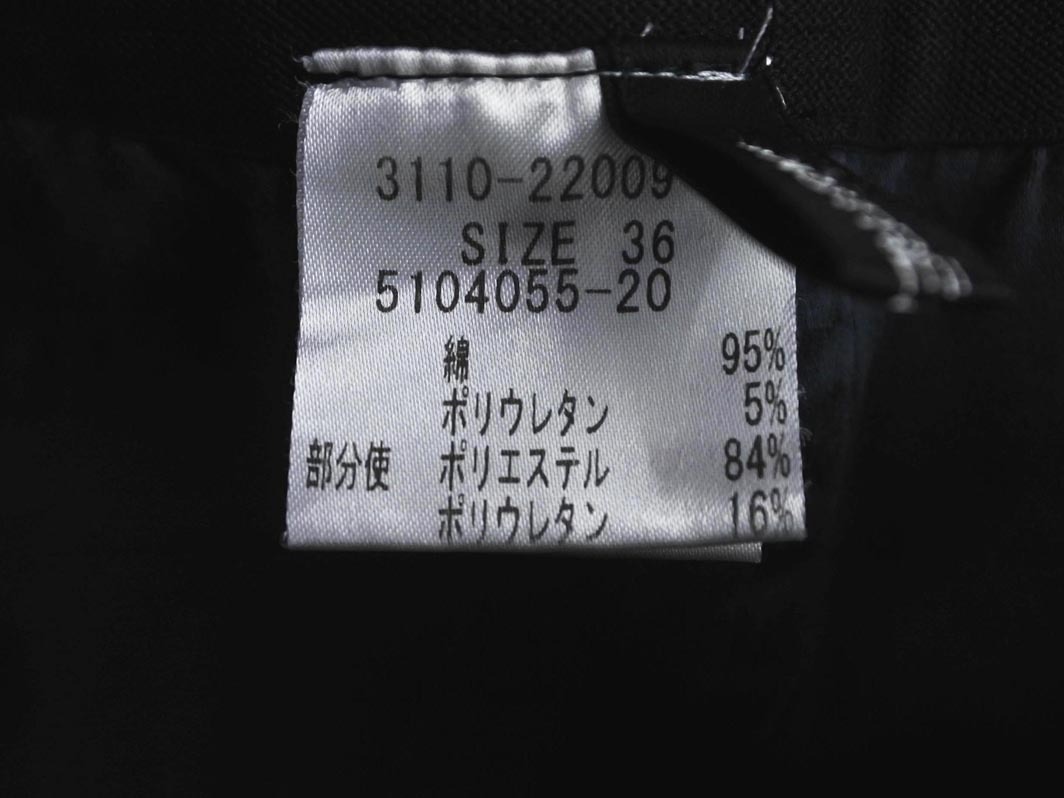 3110-22009
SIZE 36
5104055-20
綿 95%
ポリウレタン 5%
部分使 ポリエステル 84%
ポリウレタン 16%